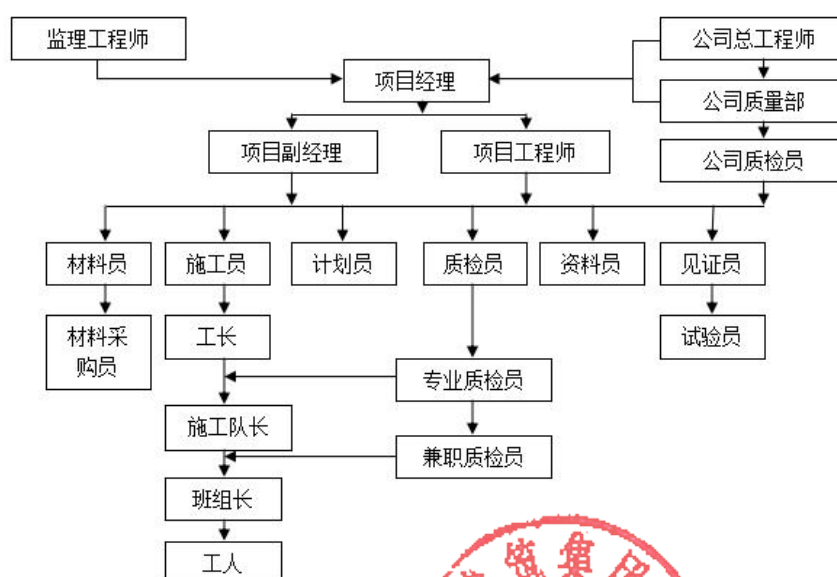 监理工程师
公司总工程师
项目经理
公司质量部
项目副经理
项目工程师
公司质检员
材料员
施工员
计划员
质检员
资料员
见证员
材料采
购员
工长
试验员
专业质检员
施工队长
兼职质检员
班组长
工人
集团